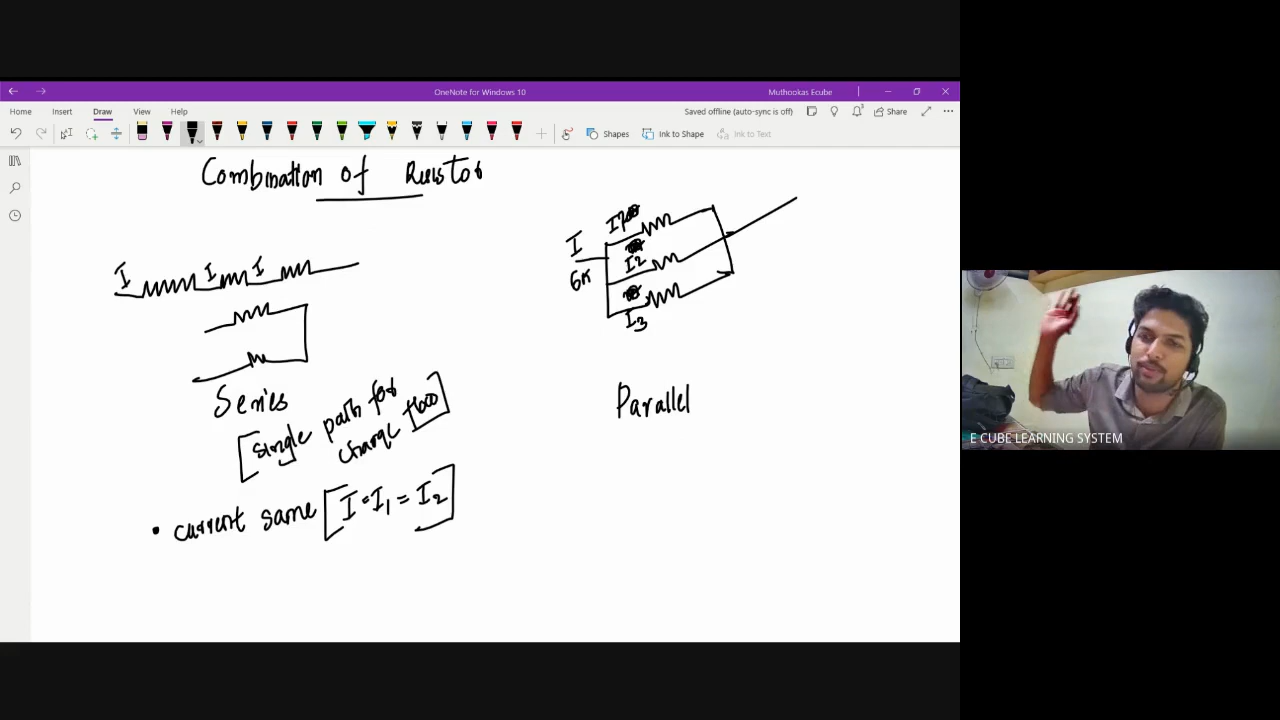 OneNote for Windows 10
Muthookas Ecube
Home Insert Draw View Help
Saved offline (auto-sync is off)
Share
Shapes
Ink to Shape
Ink to Text
Combination of Resistor
I I I
I
I
I2
I3
Series
[single path for
charge flow]
• current same [I = I1 = I2]
Parallel
E CUBE LEARNING SYSTEM